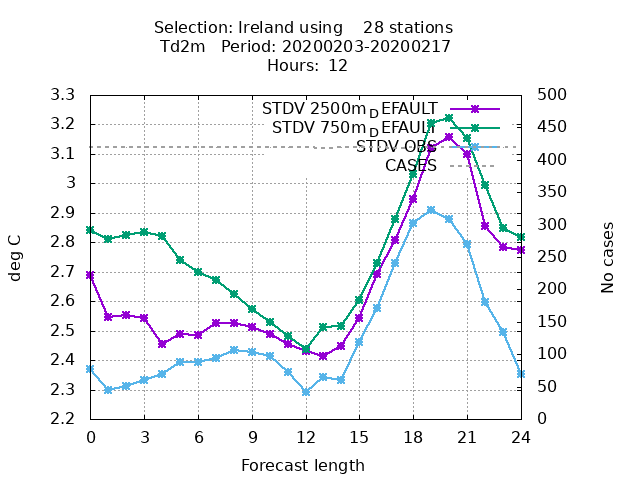 Selection: Ireland using    28 stations
Td2m   Period: 20200203-20200217
Hours: 12
3.3
3.2
3.1
3
2.9
2.8
2.7
2.6
2.5
2.4
2.3
2.2
deg C
STDV 2500m_DEFAULT
STDV 750m_DEFAULT
STDV OBS
CASES
500
450
400
350
300
250
200
150
100
50
0
No cases
0 3 6 9 12 15 18 21 24
Forecast length